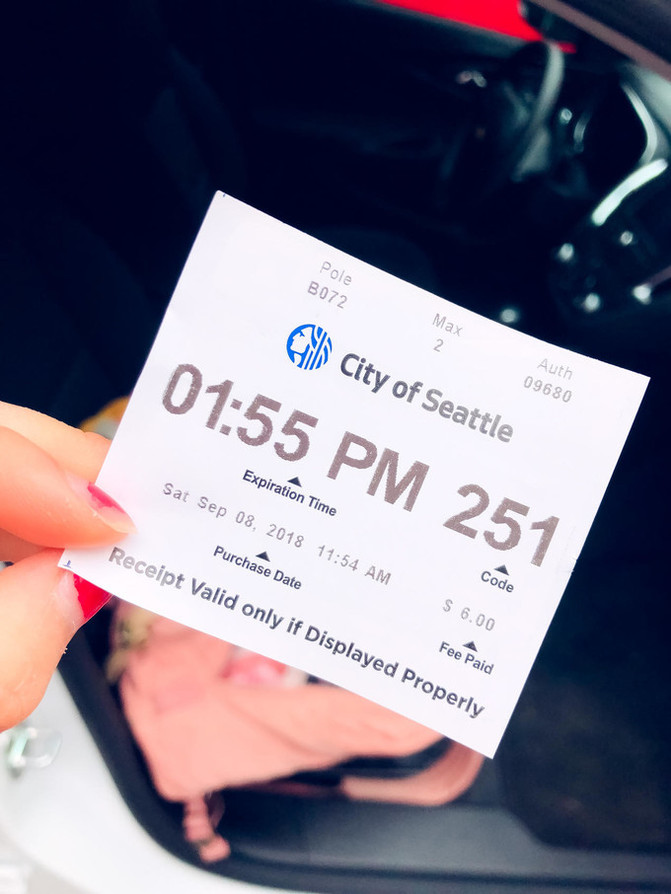 Pole Max Auth
B072 2 09680
City of Seattle
01:55 PM 251
Expiration Time Code
Sat Sep 08, 2018 11:54 AM $ 6.00
Purchase Date Fee Paid
Receipt Valid only if Displayed Properly